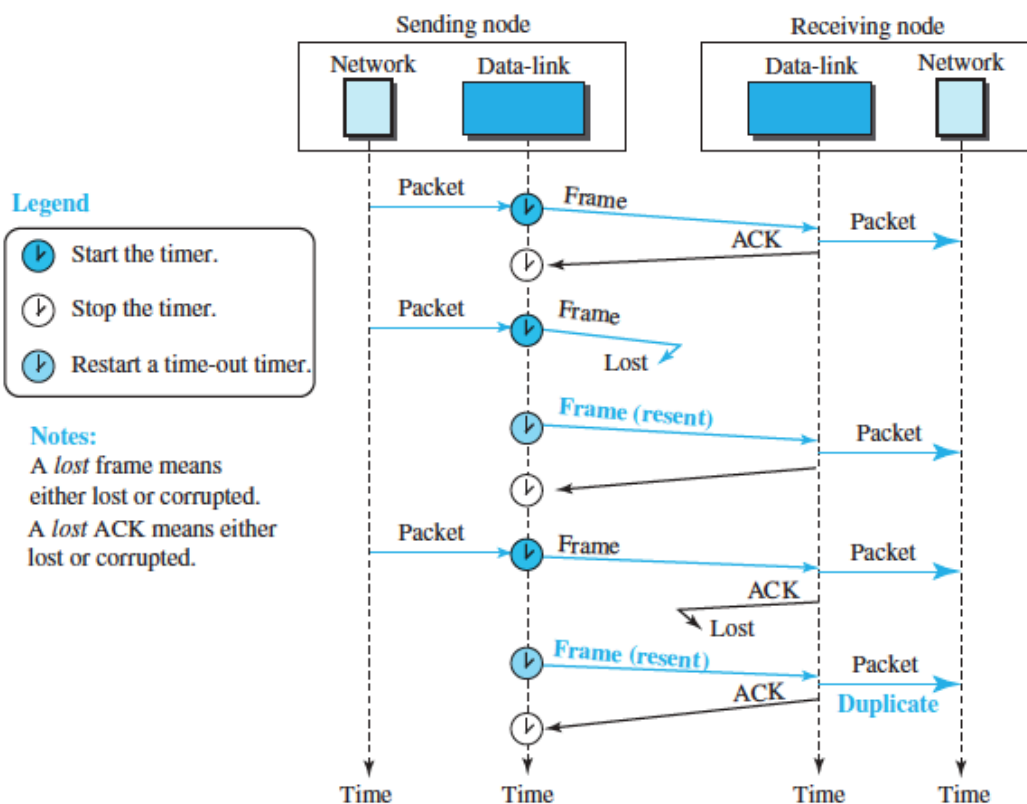 Sending node
Receiving node
Network
Data-link
Data-link
Network
Legend
Start the timer.
Stop the timer.
Restart a time-out timer.
Notes:
A lost frame means
either lost or corrupted.
A lost ACK means either
lost or corrupted.
Packet
Frame
Packet
ACK
Packet
Frame
Lost
Frame (resent)
Packet
Packet
Frame
Packet
ACK
Lost
Frame (resent)
Packet
Duplicate
ACK
Time
Time
Time
Time